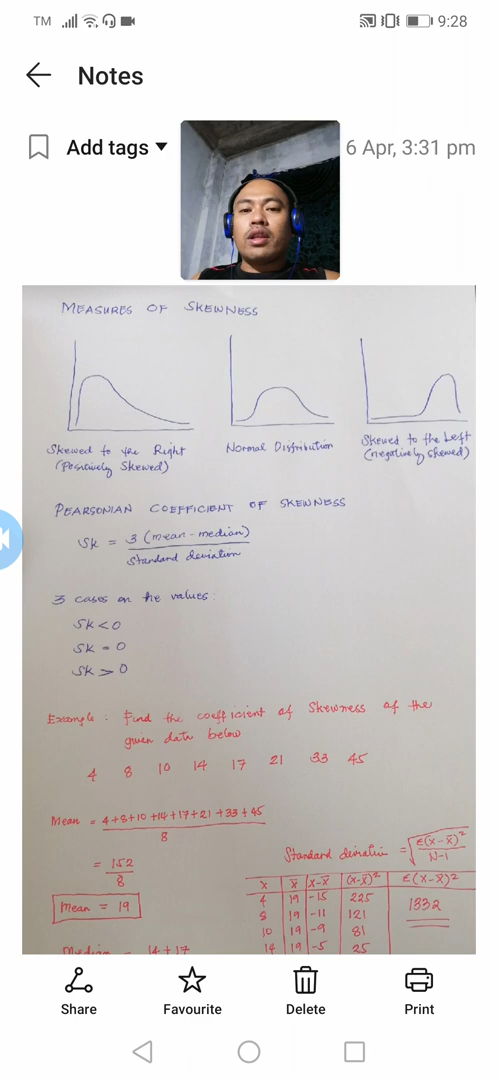 TM 9:28
Notes
Add tags 6 Apr, 3:31 pm
MEASURES OF SKEWNESS
Skewed to the Right
(Positively Skewed)
Normal Distribution
Skewed to the Left
(negatively skewed)
PEARSONIAN COEFFICIENT OF SKEWNESS
Sk = 3 (mean - median)
standard deviation
3 cases on the values:
Sk < 0
Sk = 0
Sk > 0
Example: Find the coefficient of Skewness of the
given data below
4 8 10 14 17 21 33 45
Mean = 4+8+10+14+17+21+33+45
8
= 152
8
Mean = 19
Standard deviation = √Σ(x-x̄)²
N-1
x x̄ x-x̄ (x-x̄)² Σ(x-x̄)²
4 19 -15 225 1332
8 19 -11 121
10 19 -9 81
14 19 -5 25
Median = 14+17
Share Favourite Delete Print